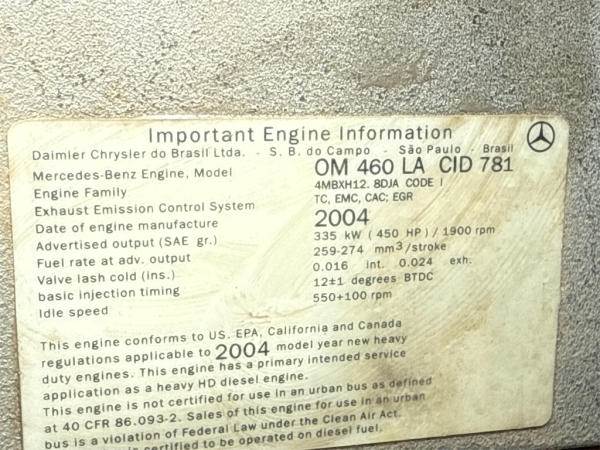 Important Engine Information
Daimler Chrysler do Brasil Ltda. - S. B. do Campo - São Paulo - Brasil
Mercedes-Benz Engine, Model OM 460 LA CID 781
Engine Family 4MBXH12.8DJA CODE I
Exhaust Emission Control System TC, EMC, CAC; EGR
Date of engine manufacture 2004
Advertised output (SAE gr.) 335 kW (450 HP) / 1900 rpm
Fuel rate at adv. output 259-274 mm3/stroke
Valve lash cold (ins.) 0.016 int. 0.024 exh.
basic injection timing 12±1 degrees BTDC
Idle speed 550+100 rpm
This engine conforms to US. EPA, California and Canada
regulations applicable to 2004 model year new heavy
duty engines. This engine has a primary intended service
application as a heavy HD diesel engine.
This engine is not certified for use in an urban bus as defined
at 40 CFR 86.093-2. Sales of this engine for use in an urban
bus is a violation of Federal Law under the Clean Air Act.
is certified to be operated on diesel fuel.